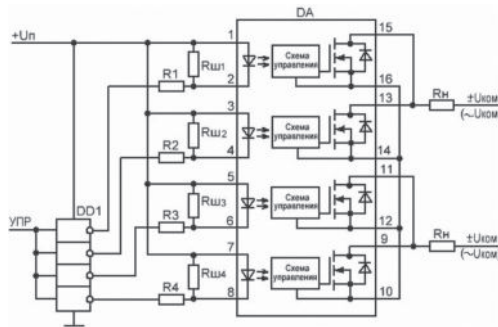 DA
+Uп
1
15
Rш1
Схема управления
R1
2
16
3
13
Rн
±Uком
(~Uком)
Rш2
Схема управления
R2
4
14
5
11
DD1
УПР
Rш3
Схема управления
R3
6
12
7
9
Rн
±Uком
(~Uком)
Rш4
Схема управления
R4
8
10